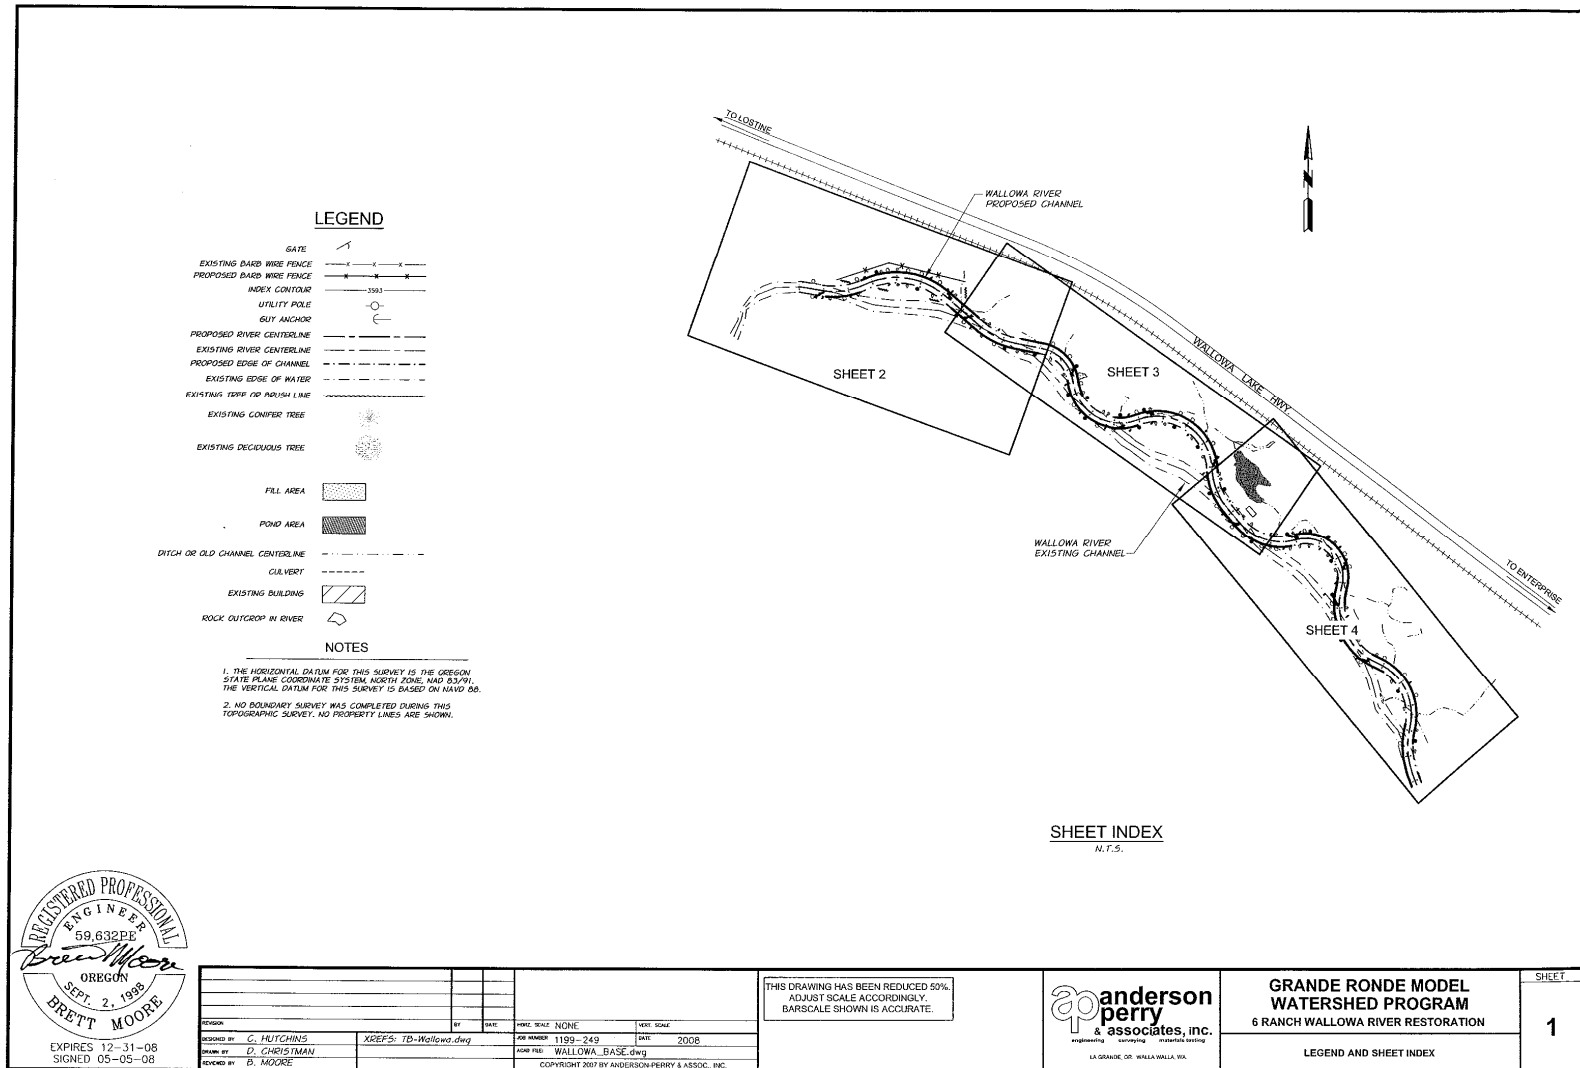 TO LOSTINE
WALLOWA RIVER
PROPOSED CHANNEL
N
LEGEND
GATE
EXISTING BARB WIRE FENCE
PROPOSED BARB WIRE FENCE
INDEX CONTOUR
3593
UTILITY POLE
GUY ANCHOR
PROPOSED RIVER CENTERLINE
EXISTING RIVER CENTERLINE
PROPOSED EDGE OF CHANNEL
EXISTING EDGE OF WATER
EXISTING TREE OR BRUSH LINE
EXISTING CONIFER TREE
EXISTING DECIDUOUS TREE
FILL AREA
POND AREA
DITCH OR OLD CHANNEL CENTERLINE
CULVERT
EXISTING BUILDING
ROCK OUTCROP IN RIVER
NOTES
1. THE HORIZONTAL DATUM FOR THIS SURVEY IS THE OREGON
STATE PLANE COORDINATE SYSTEM, NORTH ZONE, NAD 83/91.
THE VERTICAL DATUM FOR THIS SURVEY IS BASED ON NAVD 88.
2. NO BOUNDARY SURVEY WAS COMPLETED DURING THIS
TOPOGRAPHIC SURVEY. NO PROPERTY LINES ARE SHOWN.
SHEET 2
SHEET 3
WALLOWA LAKE HWY.
WALLOWA RIVER
EXISTING CHANNEL
TO ENTERPRISE
SHEET 4
SHEET INDEX
N.T.S.
REGISTERED PROFESSIONAL
ENGINEER
59,632PE
Brett Moore
OREGON
SEPT. 2, 1998
BRETT MOORE
EXPIRES 12-31-08
SIGNED 05-05-08
REVISION BY DATE
DESIGNED BY C. HUTCHINS
DRAWN BY D. CHRISTMAN
REVIEWED BY B. MOORE
XREFS: TB-Wallowa.dwg
HORZ. SCALE NONE VERT. SCALE
JOB NUMBER 1199-249 DATE 2008
ACAD FILE: WALLOWA_BASE.dwg
COPYRIGHT 2007 BY ANDERSON-PERRY & ASSOC., INC.
THIS DRAWING HAS BEEN REDUCED 50%.
ADJUST SCALE ACCORDINGLY.
BARSCALE SHOWN IS ACCURATE.
ap anderson
perry
& associates, inc.
engineering surveying materials testing
LA GRANDE, OR. WALLA WALLA, WA.
GRANDE RONDE MODEL
WATERSHED PROGRAM
6 RANCH WALLOWA RIVER RESTORATION
LEGEND AND SHEET INDEX
SHEET
1